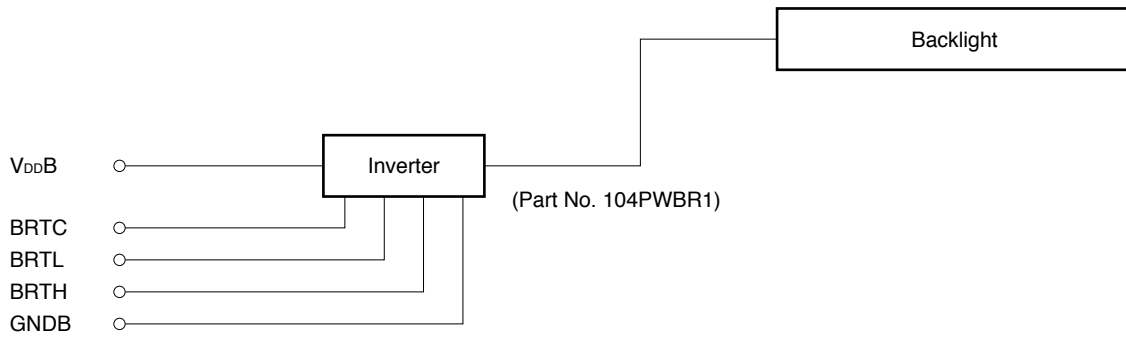 Backlight
VDDB
Inverter
(Part No. 104PWBR1)
BRTC
BRTL
BRTH
GNDB